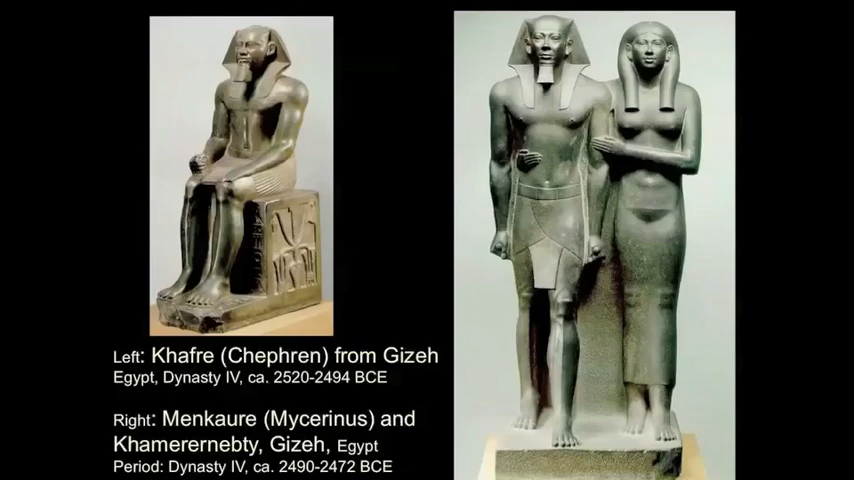 Left: Khafre (Chephren) from Gizeh
Egypt, Dynasty IV, ca. 2520-2494 BCE
Right: Menkaure (Mycerinus) and
Khamerernebty, Gizeh, Egypt
Period: Dynasty IV, ca. 2490-2472 BCE